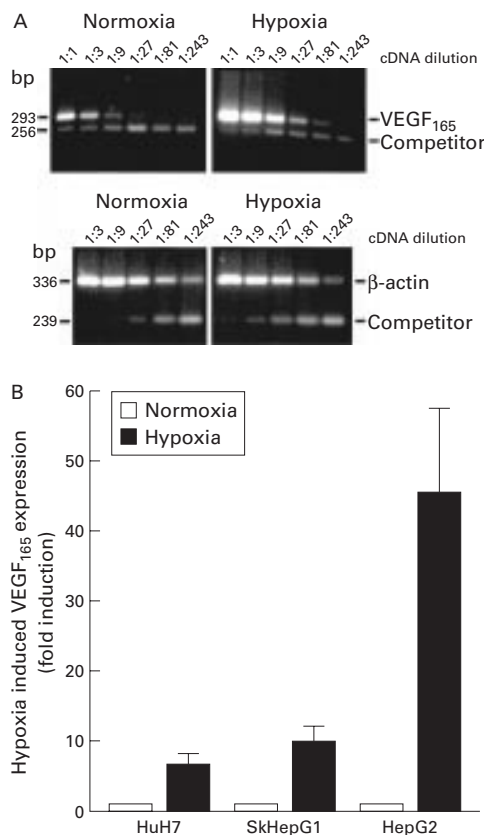 A
Normoxia
Hypoxia
1:1 1:3 1:9 1:27 1:81 1:243
1:1 1:3 1:9 1:27 1:81 1:243
cDNA dilution
bp
293
256
VEGF165
Competitor
Normoxia
Hypoxia
1:3 1:9 1:27 1:81 1:243
1:3 1:9 1:27 1:81 1:243
cDNA dilution
bp
336
239
β-actin
Competitor
B
Hypoxia induced VEGF165 expression
(fold induction)
60
50
40
30
20
10
0
Normoxia
Hypoxia
HuH7
SkHepG1
HepG2